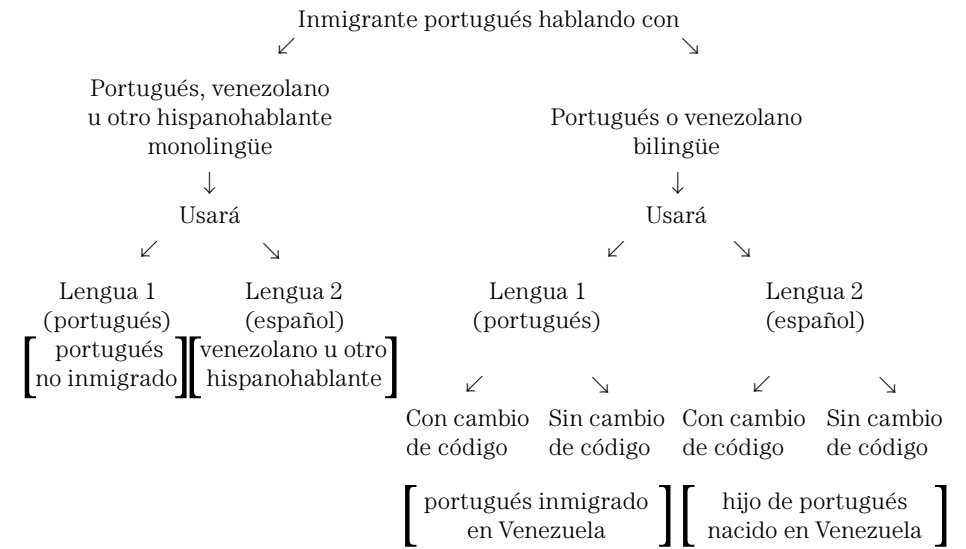 Inmigrante portugués hablando con
Portugués, venezolano
u otro hispanohablante
monolingüe
Usará
Lengua 1
(portugués)
portugués
no inmigrado
Lengua 2
(español)
venezolano u otro
hispanohablante
Portugués o venezolano
bilingüe
Usará
Lengua 1
(portugués)
Con cambio
de código
Sin cambio
de código
portugués inmigrado
en Venezuela
Lengua 2
(español)
Con cambio
de código
Sin cambio
de código
hijo de portugués
nacido en Venezuela